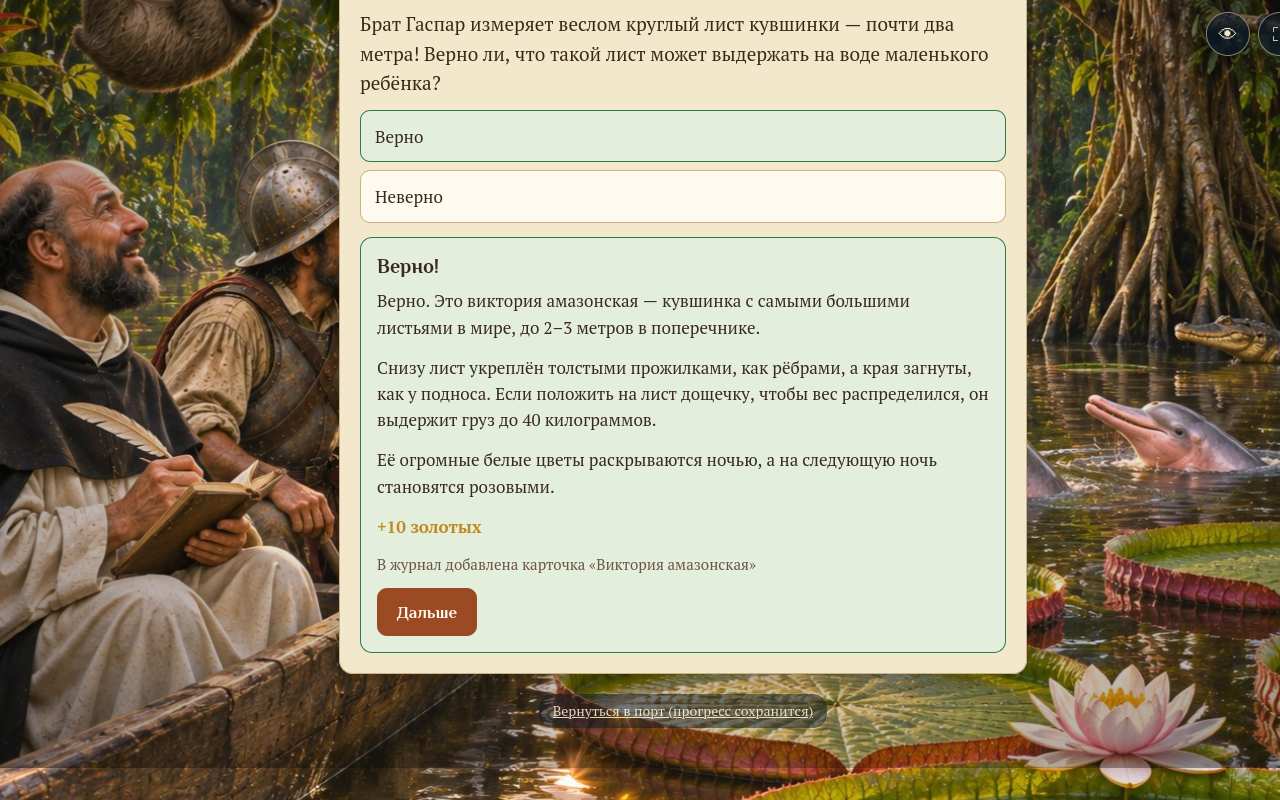 Брат Гаспар измеряет веслом круглый лист кувшинки — почти два
метра! Верно ли, что такой лист может выдержать на воде маленького
ребёнка?
Верно
Неверно
Верно!
Верно. Это виктория амазонская — кувшинка с самыми большими
листьями в мире, до 2–3 метров в поперечнике.
Снизу лист укреплён толстыми прожилками, как рёбрами, а края загнуты,
как у подноса. Если положить на лист дощечку, чтобы вес распределился, он
выдержит груз до 40 килограммов.
Её огромные белые цветы раскрываются ночью, а на следующую ночь
становятся розовыми.
+10 золотых
В журнал добавлена карточка «Виктория амазонская»
Дальше
Вернуться в порт (прогресс сохранится)